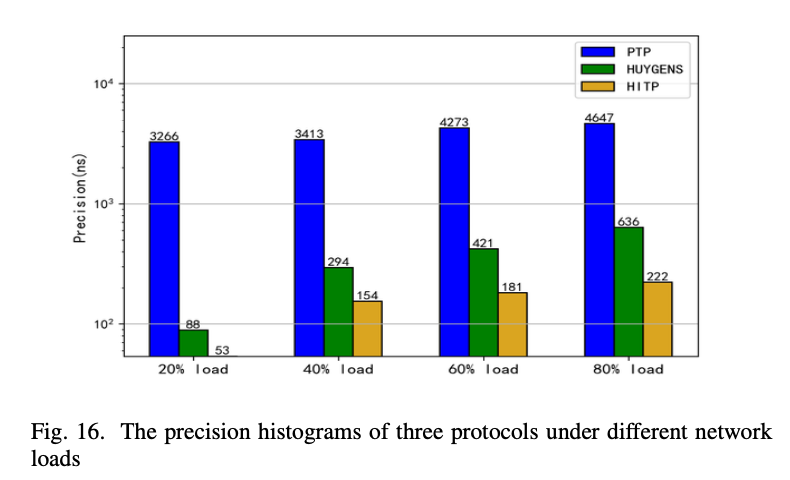 PTP
HUYGENS
HITP
10⁴
10³
10²
Precision(ns)
3266
88
53
3413
294
154
4273
421
181
4647
636
222
20% load
40% load
60% load
80% load
Fig. 16. The precision histograms of three protocols under different network
loads